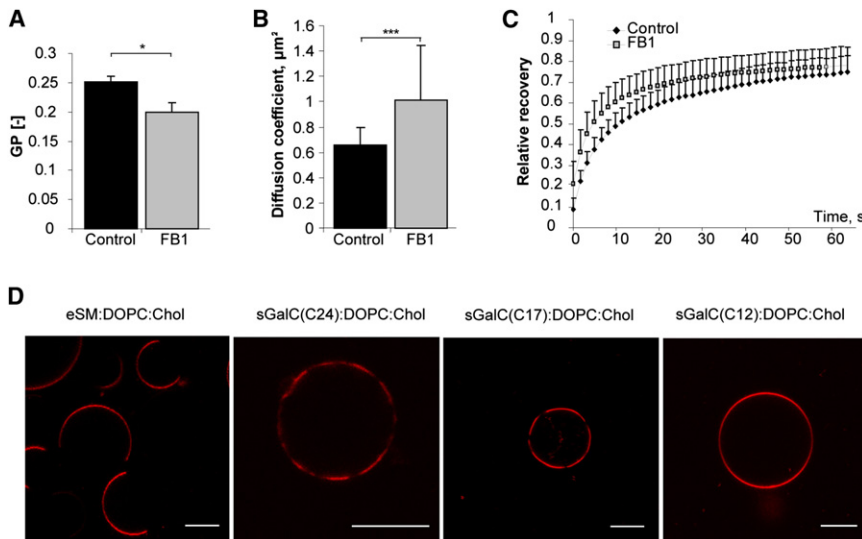 A
GP [-]
0.3
0.25
0.2
0.15
0.1
0.05
0
*
Control
FB1
B
Diffusion coefficient, µm²
1.6
1.4
1.2
1
0.8
0.6
0.4
0.2
0
***
Control
FB1
C
Relative recovery
1
0.9
0.8
0.7
0.6
0.5
0.4
0.3
0.2
0.1
0
Control
FB1
Time, s
0 10 20 30 40 50 60
D
eSM:DOPC:Chol
sGalC(C24):DOPC:Chol
sGalC(C17):DOPC:Chol
sGalC(C12):DOPC:Chol